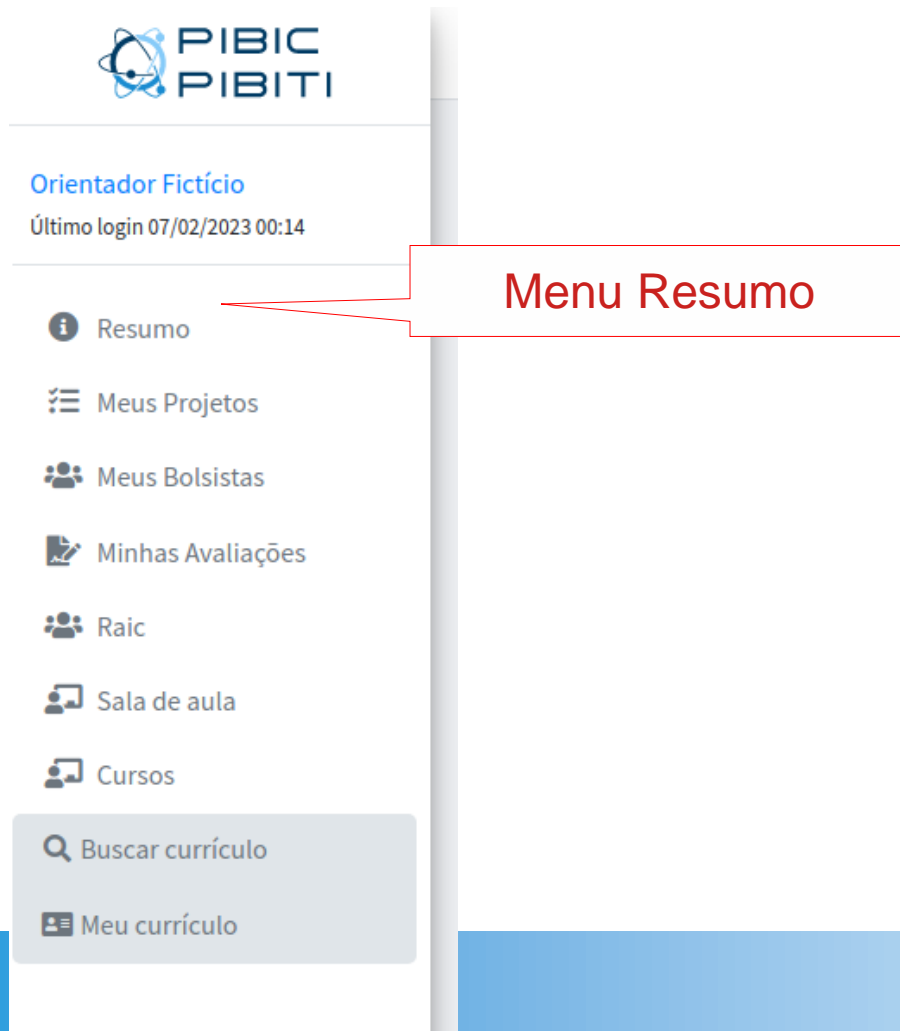 PIBIC
PIBITI
Orientador Fictício
Último login 07/02/2023 00:14
Menu Resumo
Resumo
Meus Projetos
Meus Bolsistas
Minhas Avaliações
Raic
Sala de aula
Cursos
Buscar currículo
Meu currículo